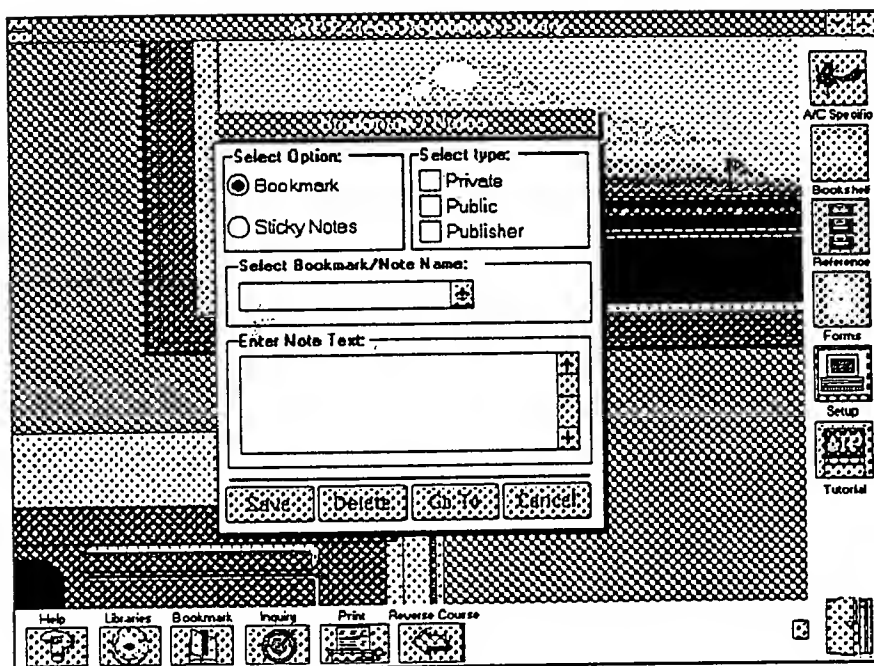 A/C Specific
Select Option:
Select type:
Bookmark
Private
Public
Sticky Notes
Publisher
Bookshelf
Select Bookmark/Note Name:
Reference
Enter Note Text:
Forms
Setup
Save
Delete
Go To
Cancel
Tutorial
Help
Libraries
Bookmark
Inquiry
Print
Reverse Course